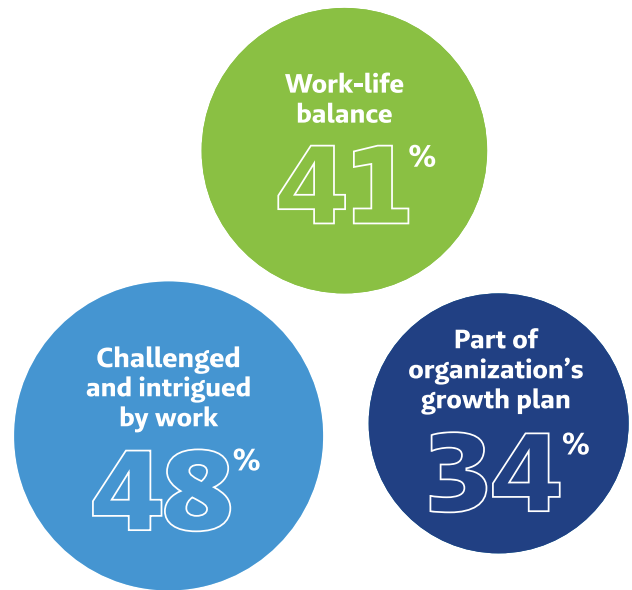 Work-life
balance
41%
Challenged
and intrigued
by work
48%
Part of
organization’s
growth plan
34%